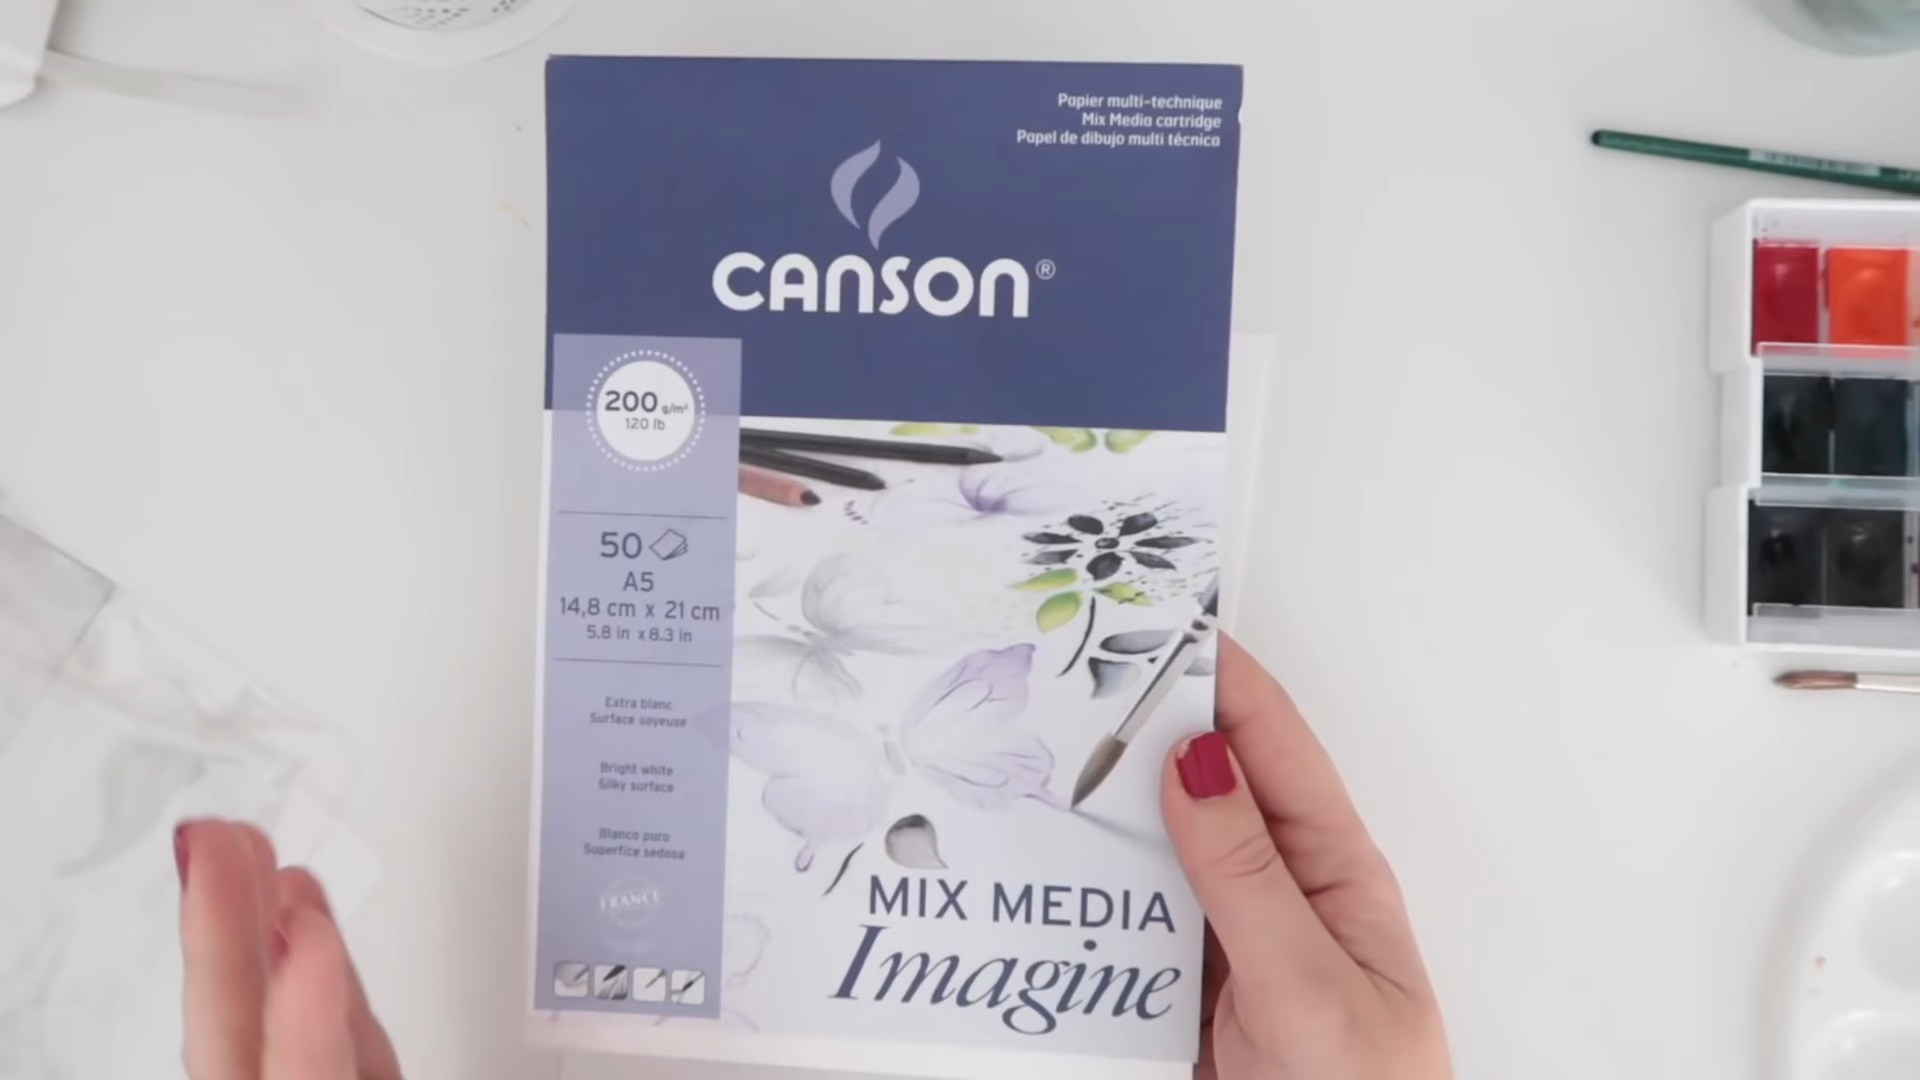 Papier multi-technique
Mix Media cartridge
Papel de dibujo multi técnica
CANSON®
200 g/m²
120 lb
50
A5
14,8 cm x 21 cm
5.8 in x 8.3 in
Extra blanc
Surface soyeuse
Bright white
Silky surface
Blanco puro
Superfice sedosa
FRANCE
MIX MEDIA
Imagine